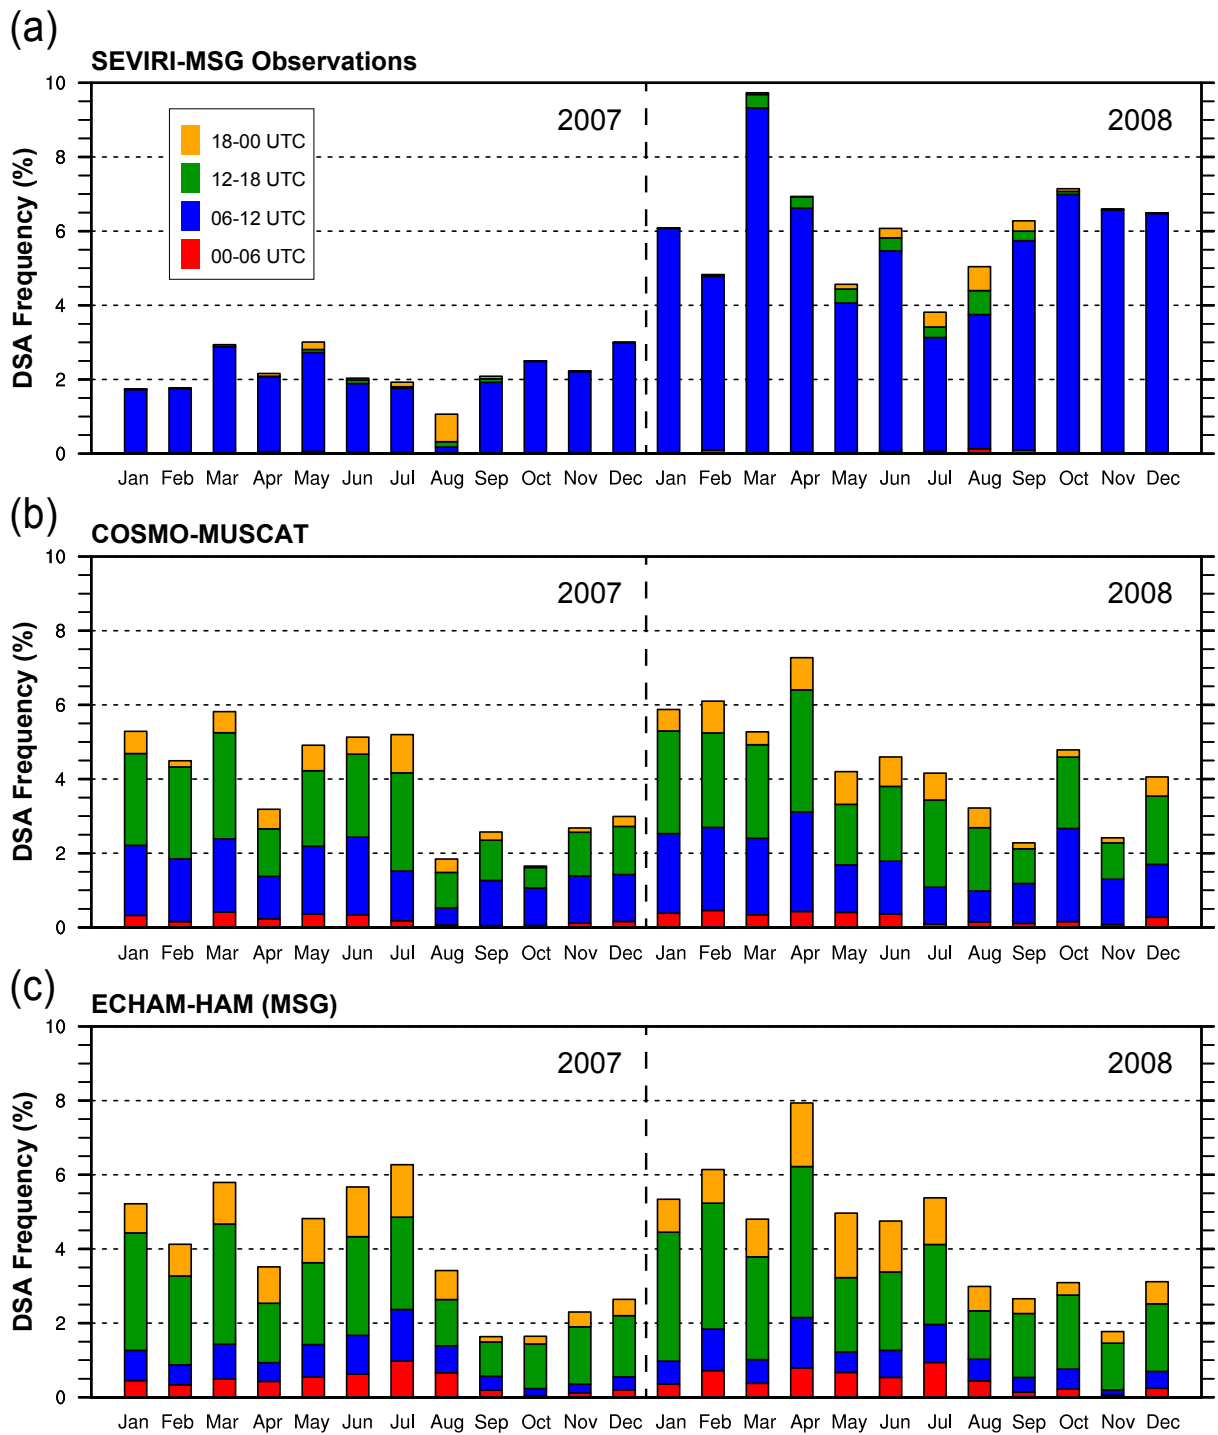 (a)
SEVIRI-MSG Observations
10
8
6
4
2
0
DSA Frequency (%)
18-00 UTC
12-18 UTC
06-12 UTC
00-06 UTC
2007
2008
Jan Feb Mar Apr May Jun Jul Aug Sep Oct Nov Dec Jan Feb Mar Apr May Jun Jul Aug Sep Oct Nov Dec
(b)
COSMO-MUSCAT
10
8
6
4
2
0
DSA Frequency (%)
2007
2008
Jan Feb Mar Apr May Jun Jul Aug Sep Oct Nov Dec Jan Feb Mar Apr May Jun Jul Aug Sep Oct Nov Dec
(c)
ECHAM-HAM (MSG)
10
8
6
4
2
0
DSA Frequency (%)
2007
2008
Jan Feb Mar Apr May Jun Jul Aug Sep Oct Nov Dec Jan Feb Mar Apr May Jun Jul Aug Sep Oct Nov Dec